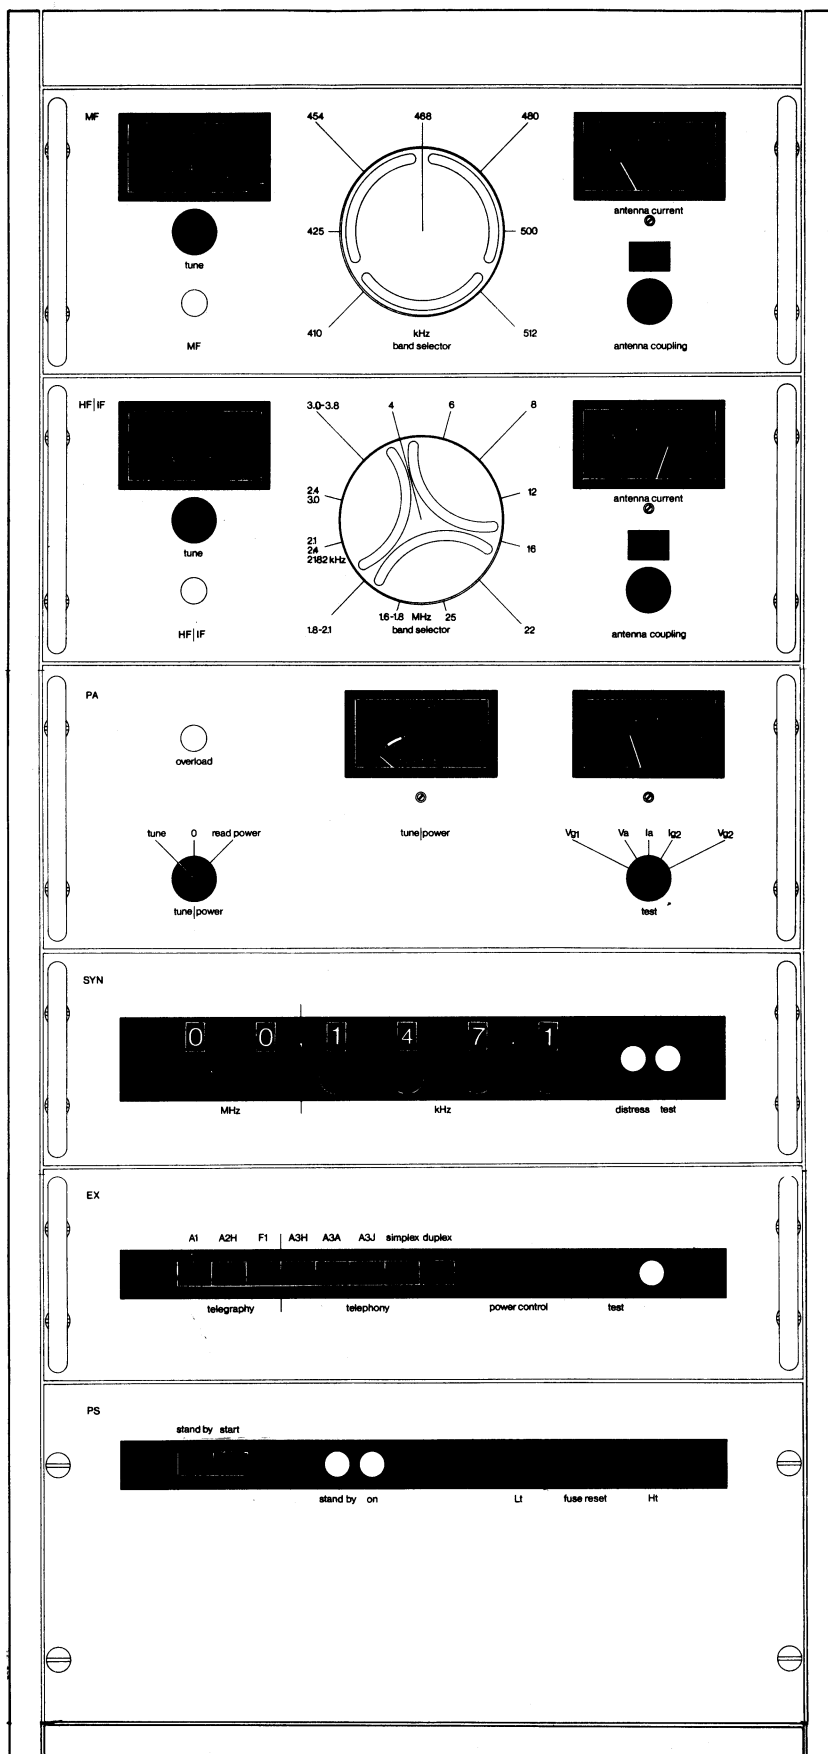 MF
454 468 480
425 500
410 512
kHz
band selector
tune
MF
antenna current
antenna coupling
HF|IF
3.0-3.8 4 6 8
2.4
3.0
12
2.1
2.4
2182 kHz
16
1.8-2.1 1.6-1.8 MHz 25 22
band selector
tune
HF|IF
antenna current
antenna coupling
PA
overload
tune 0 read power
tune|power
tune|power
Vg1 Va Ia Ig2 Vg2
test
SYN
0 0.1 4 7.1
MHz kHz
distress test
EX
A1 A2H F1 A3H A3A A3J simplex duplex
telegraphy telephony power control test
PS
stand by start
stand by on Lt fuse reset Ht